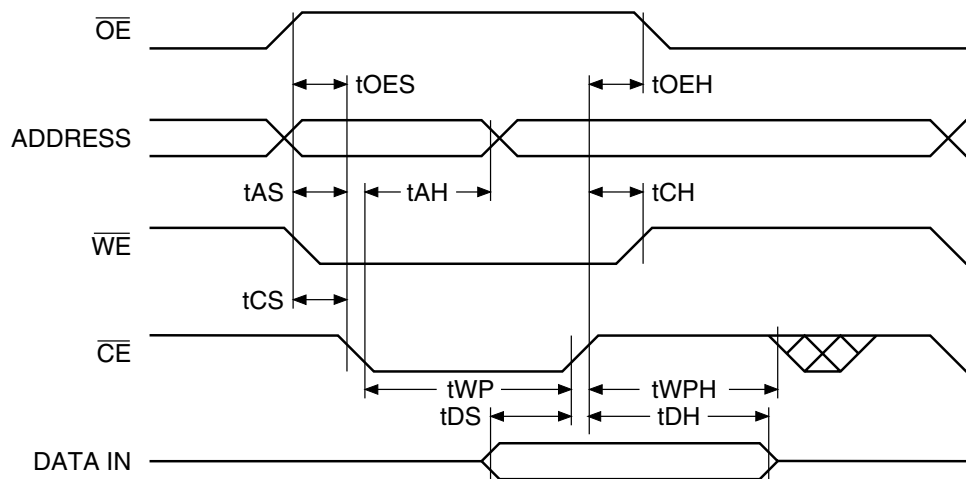 OE
tOES tOEH
ADDRESS
tAS tAH tCH
WE
tCS
CE
tWP tWPH
tDS tDH
DATA IN